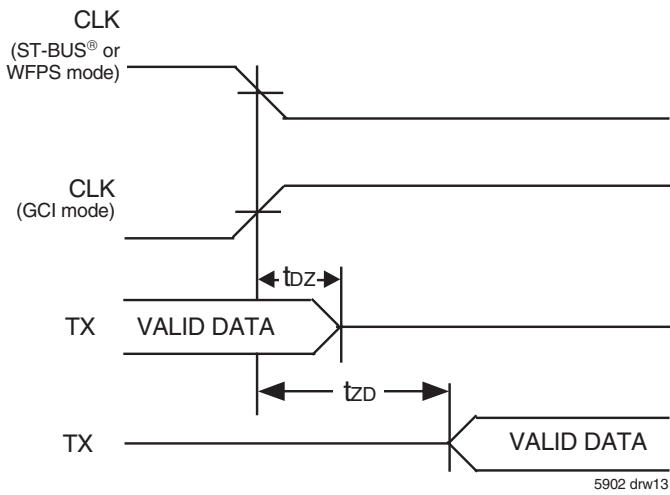 CLK
(ST-BUS® or
WFPS mode)
CLK
(GCI mode)
tDZ
TX VALID DATA
tZD
TX VALID DATA
5902 drw13